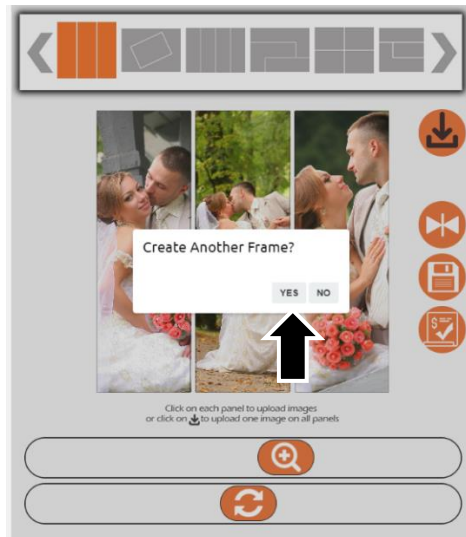 Create Another Frame?
YES NO
Click on each panel to upload images
or click on to upload one image on all panels